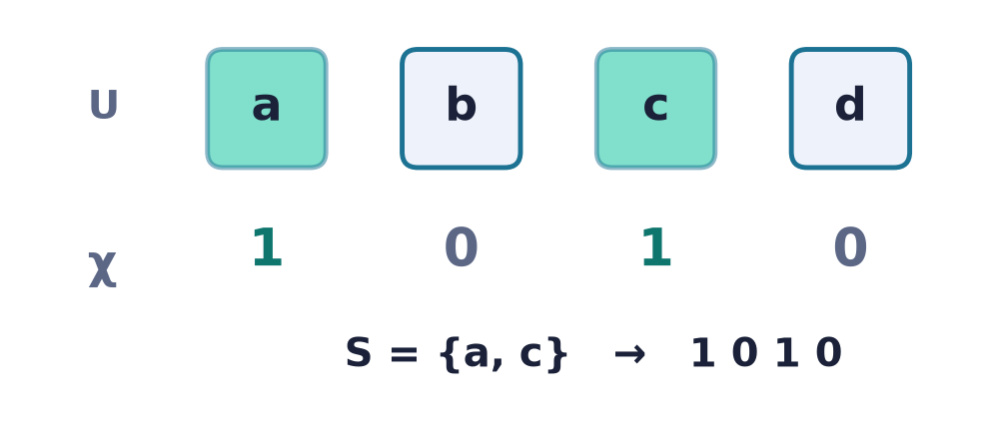 U a b c d
χ 1 0 1 0
S = {a, c} → 1 0 1 0